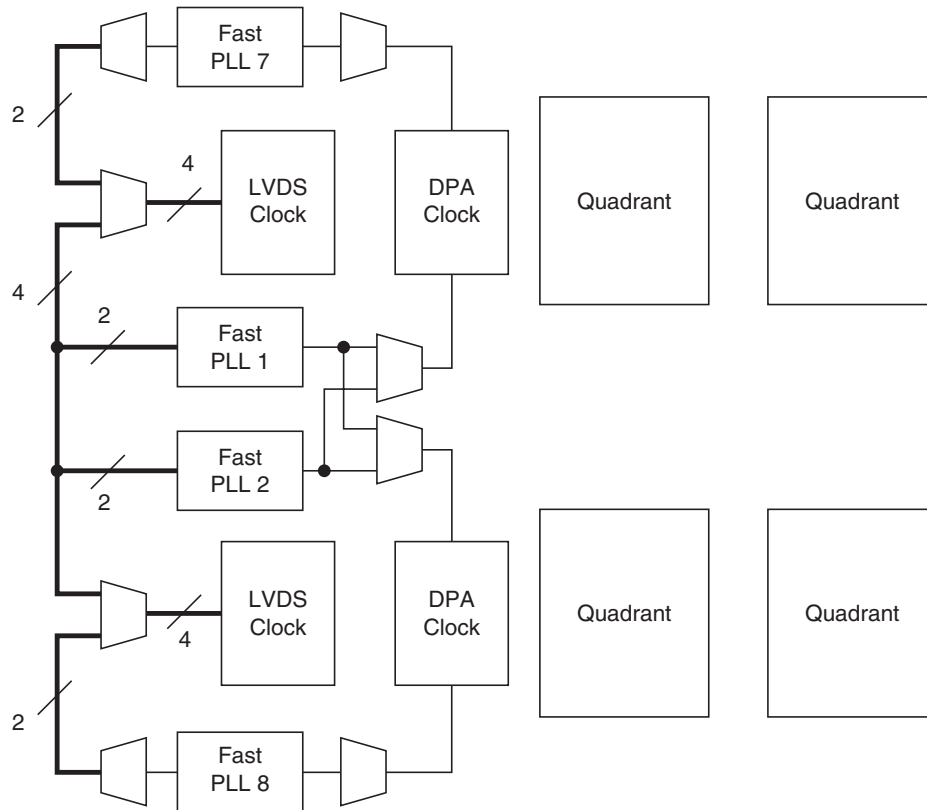 Fast
PLL 7
2
4
LVDS
Clock
DPA
Clock
Quadrant
Quadrant
4
2
Fast
PLL 1
Fast
PLL 2
2
LVDS
Clock
DPA
Clock
Quadrant
Quadrant
4
2
Fast
PLL 8